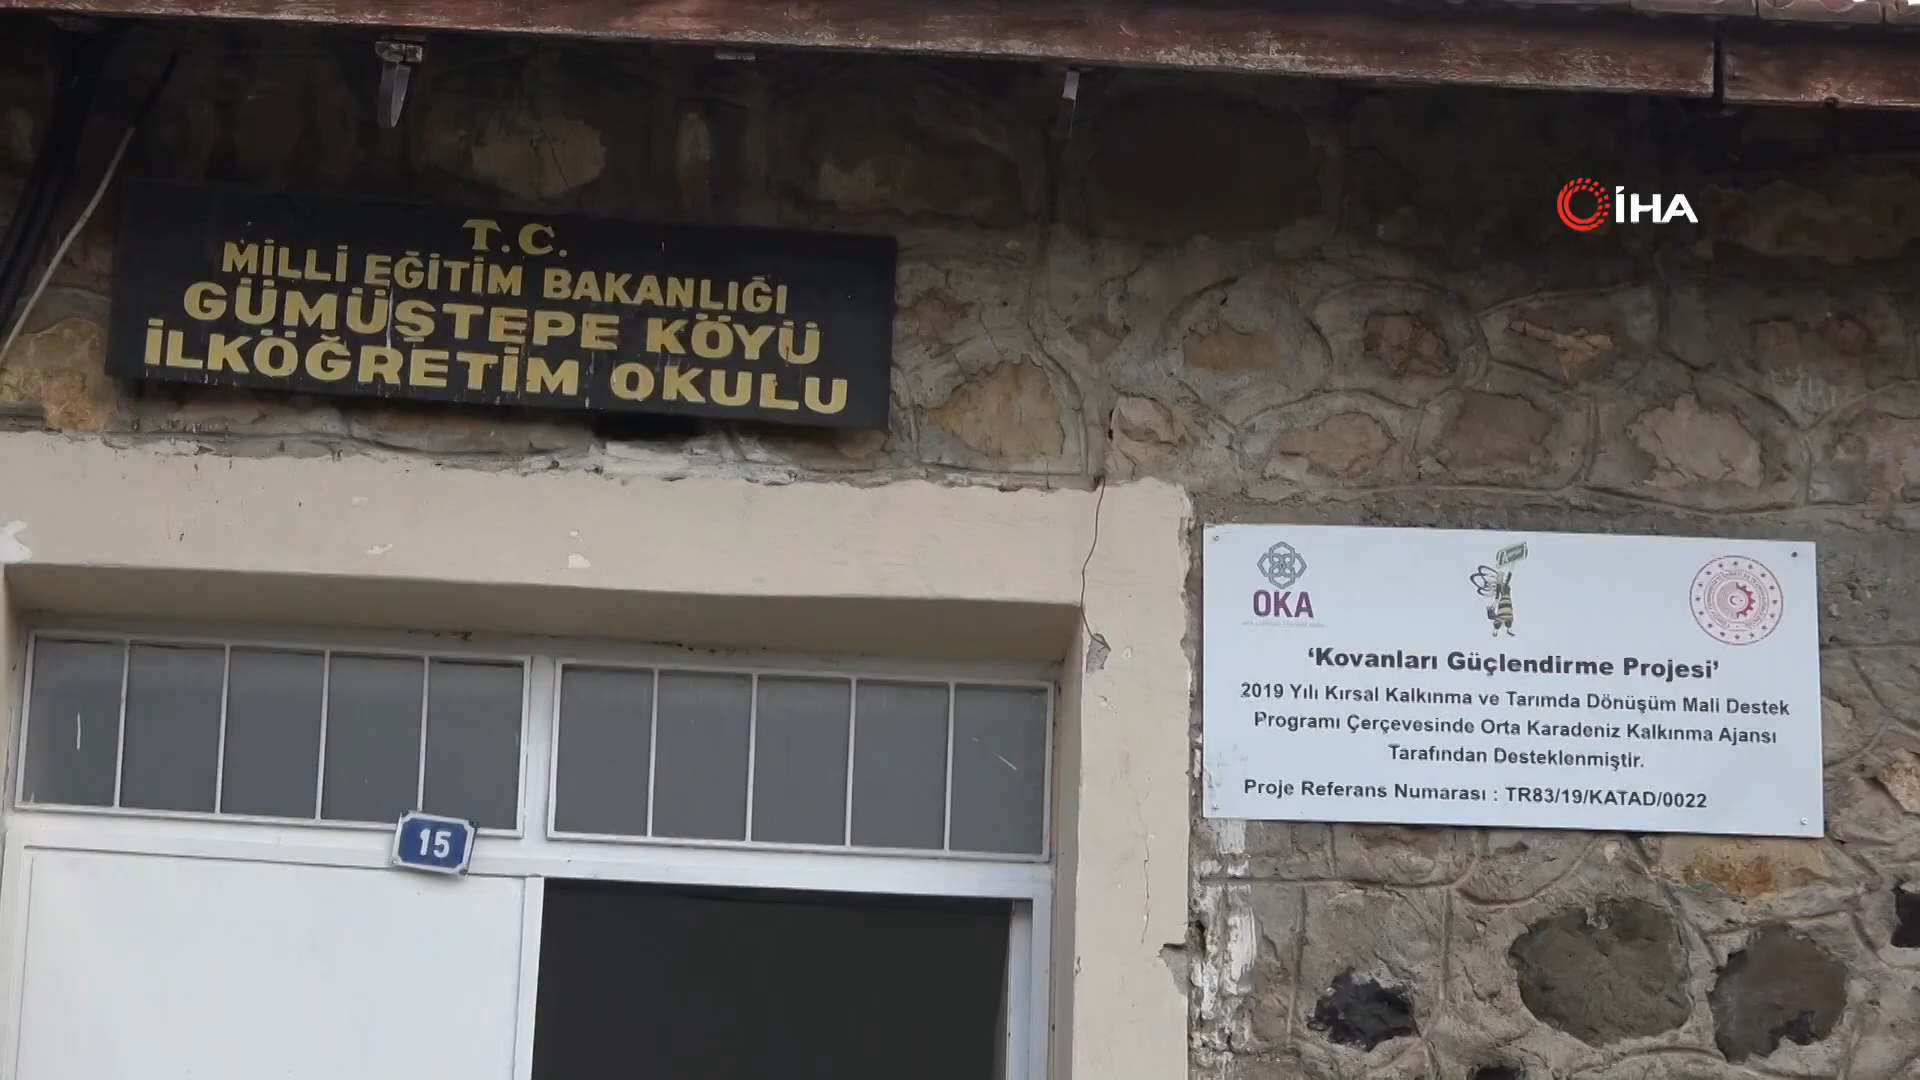 İHA
T.C.
MİLLİ EĞİTİM BAKANLIĞI
GÜMÜŞTEPE KÖYÜ
İLKÖĞRETİM OKULU
OKA
'Kovanları Güçlendirme Projesi'
2019 Yılı Kırsal Kalkınma ve Tarımda Dönüşüm Mali Destek
Programı Çerçevesinde Orta Karadeniz Kalkınma Ajansı
Tarafından Desteklenmiştir.
Proje Referans Numarası : TR83/19/KATAD/0022
15